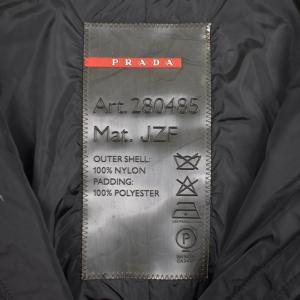 PRADA
Art. 280485
Mat. JZF
OUTER SHELL:
100% NYLON
PADDING:
100% POLYESTER
P